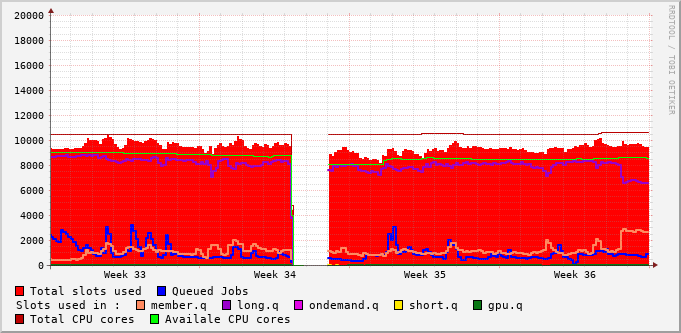 20000
18000
16000
14000
12000
10000
8000
6000
4000
2000
0
Week 33 Week 34 Week 35 Week 36
RRDTOOL / TOBI OETIKER
Total slots used Queued Jobs
Slots used in : member.q long.q ondemand.q short.q gpu.q
Total CPU cores Availale CPU cores